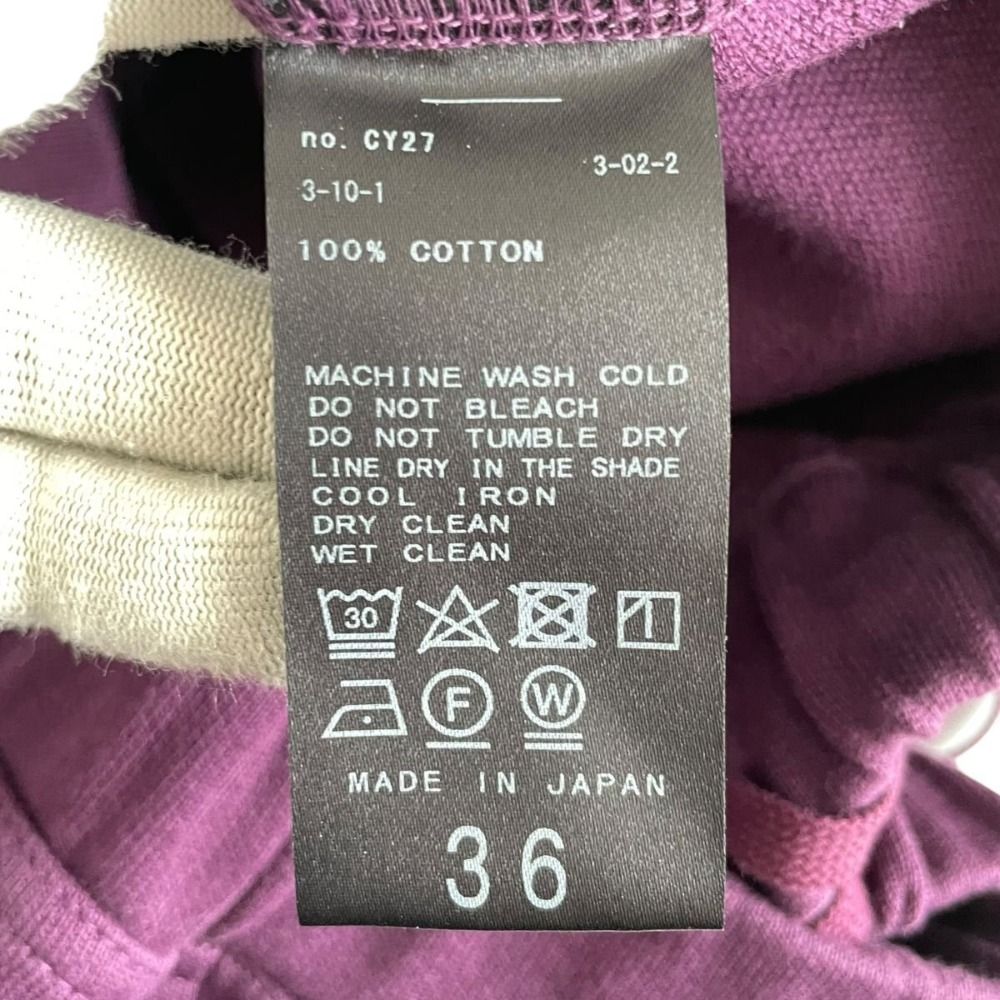 no. CY27
3-02-2
3-10-1
100% COTTON
MACHINE WASH COLD
DO NOT BLEACH
DO NOT TUMBLE DRY
LINE DRY IN THE SHADE
COOL IRON
DRY CLEAN
WET CLEAN
30
F W
MADE IN JAPAN
36